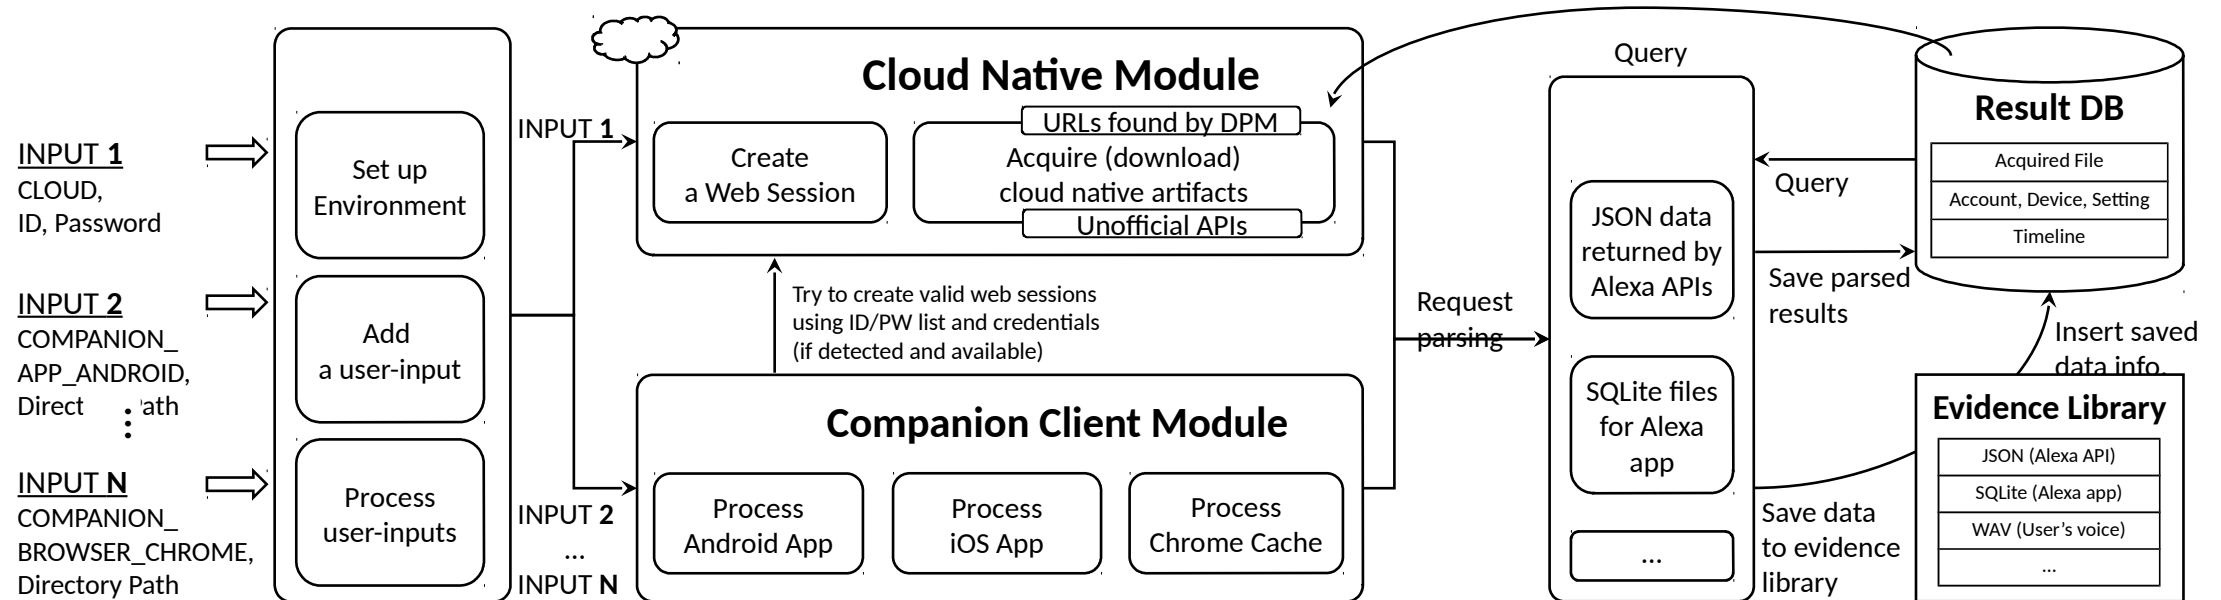 INPUT 1
CLOUD,
ID, Password
INPUT 2
COMPANION_
APP_ANDROID,
Direct ath
INPUT N
COMPANION_
BROWSER_CHROME,
Directory Path
Set up
Environment
Add
a user-input
Process
user-inputs
INPUT 1
INPUT 2
...
INPUT N
Cloud Native Module
Create
a Web Session
URLs found by DPM
Acquire (download)
cloud native artifacts
Unofficial APIs
Try to create valid web sessions
using ID/PW list and credentials
(if detected and available)
Companion Client Module
Process
Android App
Process
iOS App
Process
Chrome Cache
Request
parsing
JSON data
returned by
Alexa APIs
SQLite files
for Alexa
app
...
Query
Query
Save parsed
results
Result DB
Acquired File
Account, Device, Setting
Timeline
Insert saved
data info.
Save data
to evidence
library
Evidence Library
JSON (Alexa API)
SQLite (Alexa app)
WAV (User’s voice)
...